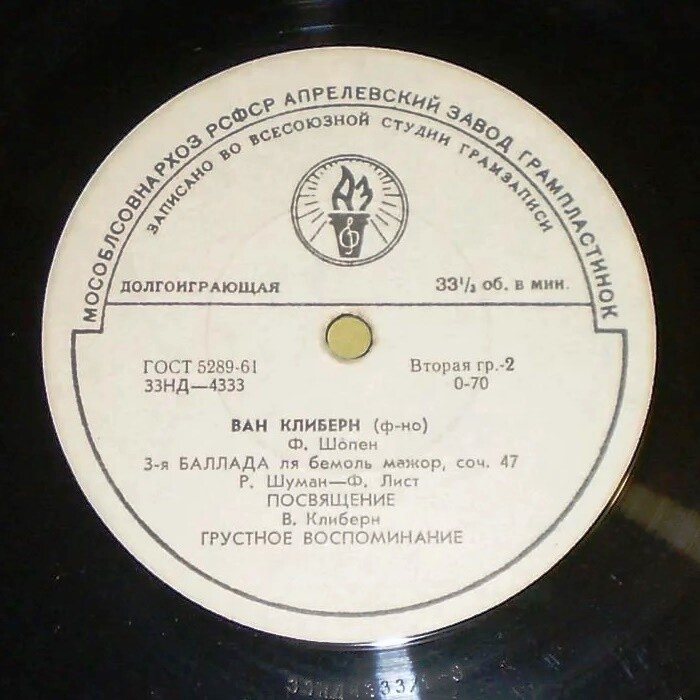 МОСОБЛСОВНАРХОЗ РСФСР АПРЕЛЕВСКИЙ ЗАВОД ГРАМПЛАСТИНОК
ЗАПИСАНО ВО ВСЕСОЮЗНОЙ СТУДИИ ГРАМЗАПИСИ
АЗ
ДОЛГОИГРАЮЩАЯ 33⅓ об. в мин.
ГОСТ 5289-61 Вторая гр.-2
33НД—4333 0-70
ВАН КЛИБЕРН (ф-но)
Ф. Шопен
3-я БАЛЛАДА ля бемоль мажор, соч. 47
Р. Шуман—Ф. Лист
ПОСВЯЩЕНИЕ
В. Клиберн
ГРУСТНОЕ ВОСПОМИНАНИЕ